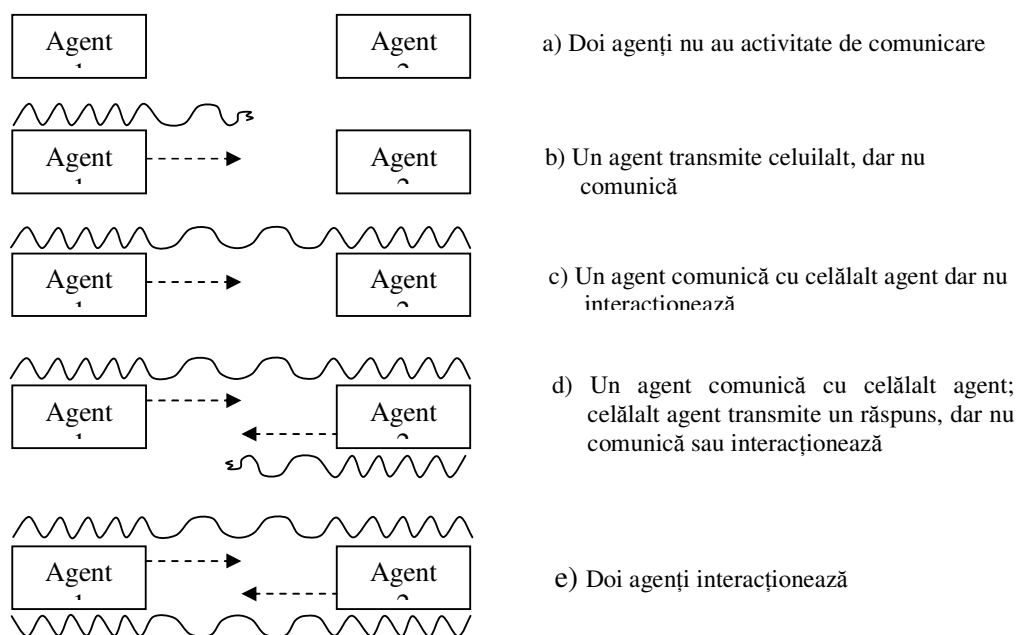 Agent
Agent
a) Doi agenți nu au activitate de comunicare
Agent
Agent
b) Un agent transmite celuilalt, dar nu
comunică
Agent
Agent
c) Un agent comunică cu celălalt agent dar nu
interacționează
Agent
Agent
d) Un agent comunică cu celălalt agent;
celălalt agent transmite un răspuns, dar nu
comunică sau interacționează
Agent
Agent
e) Doi agenți interacționează